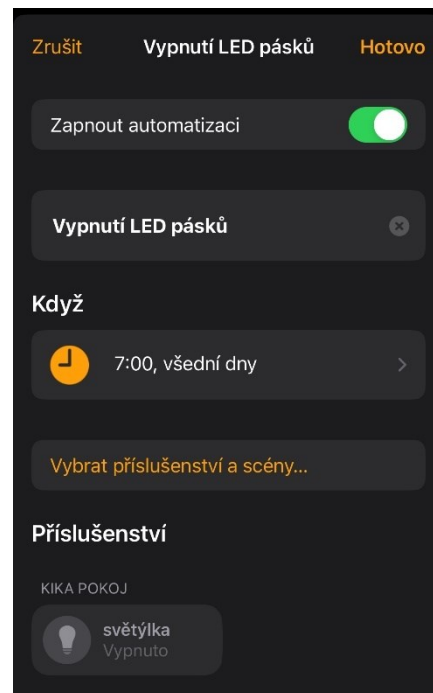 Zrušit Vypnutí LED pásků Hotovo
Zapnout automatizaci
Vypnutí LED pásků
Když
7:00, všední dny
Vybrat příslušenství a scény...
Příslušenství
KIKA POKOJ
světýlka
Vypnuto